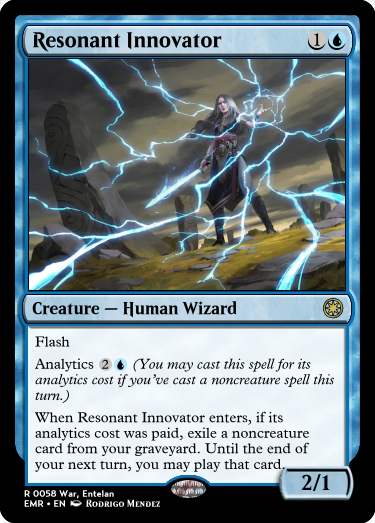 Resonant Innovator 1
Creature — Human Wizard
Flash
Analytics 2 (You may cast this spell for its
analytics cost if you've cast a noncreature spell this
turn.)
When Resonant Innovator enters, if its
analytics cost was paid, exile a noncreature
card from your graveyard. Until the end of
your next turn, you may play that card.
2/1
R 0058 War, Entelan
EMR • EN Rodrigo Mendez